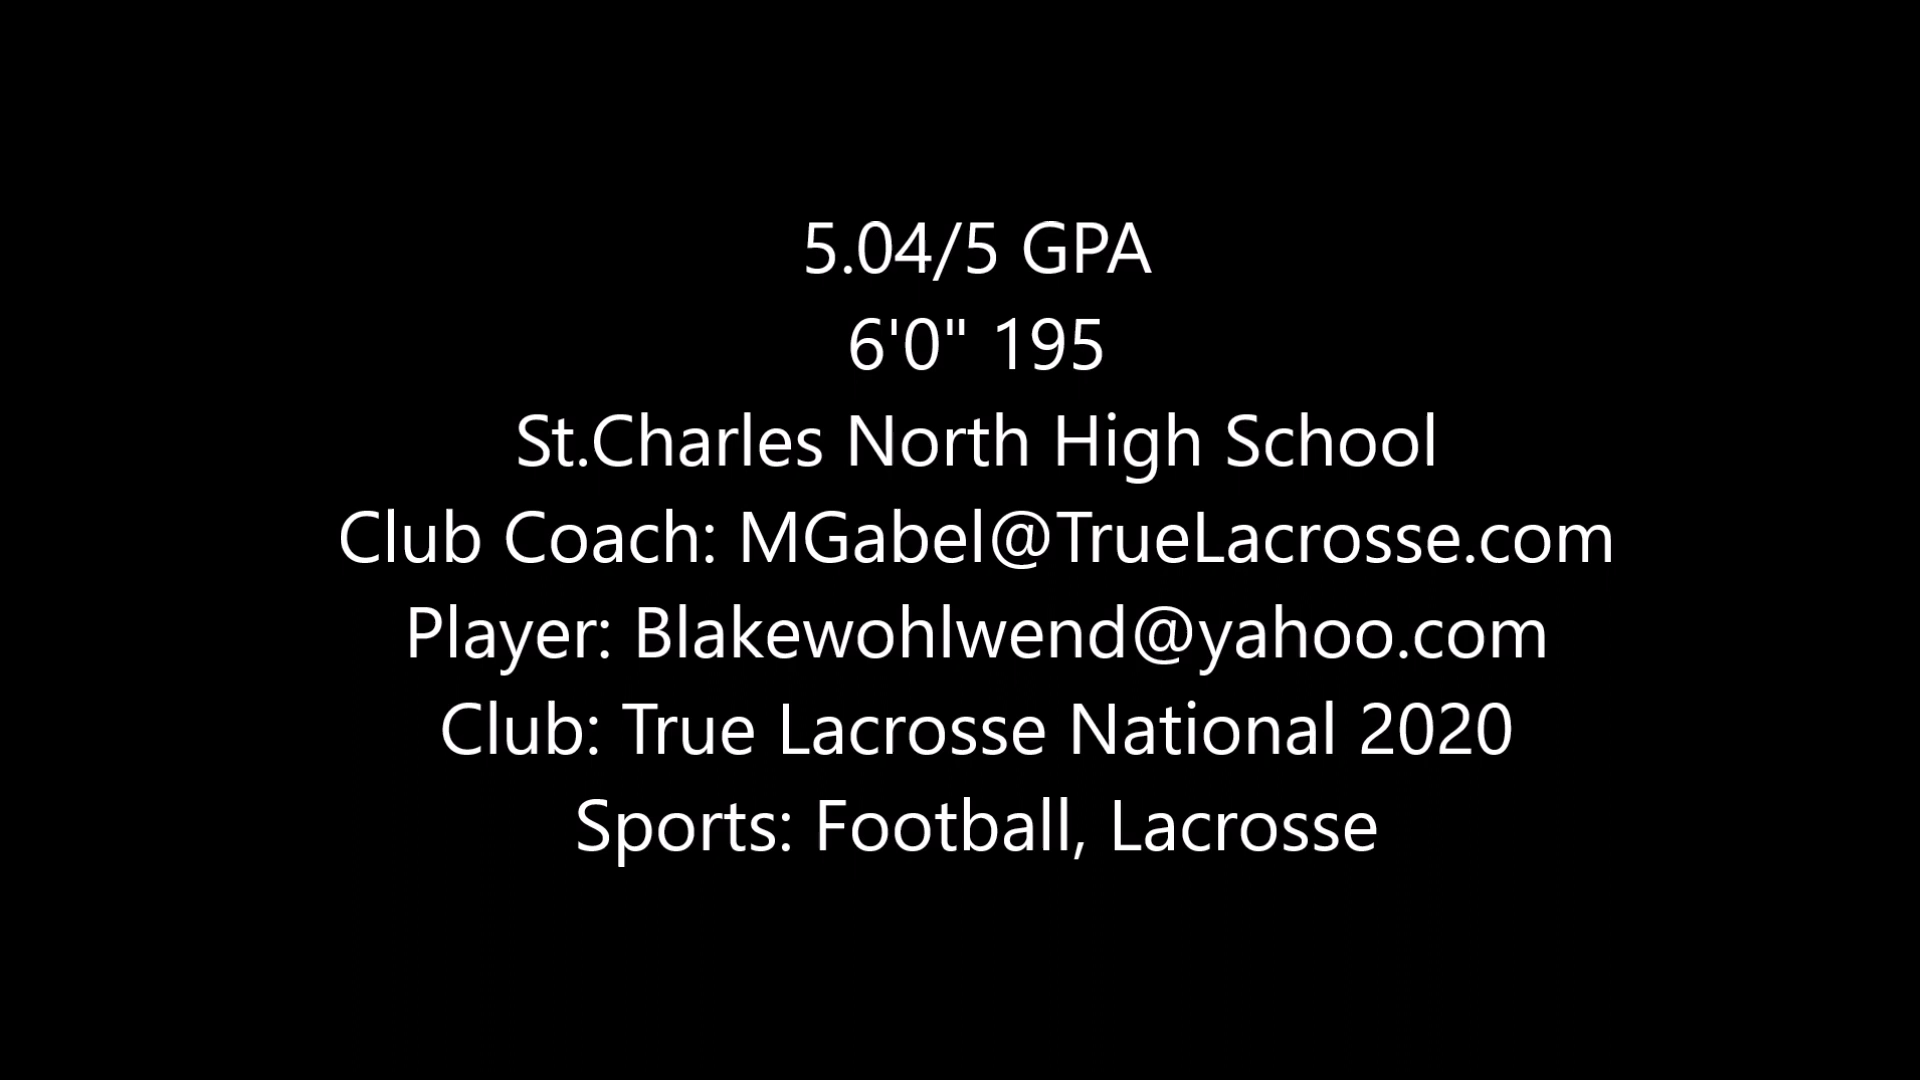 5.04/5 GPA
6'0" 195
St.Charles North High School
Club Coach: MGabel@TrueLacrosse.com
Player: Blakewohlwend@yahoo.com
Club: True Lacrosse National 2020
Sports: Football, Lacrosse